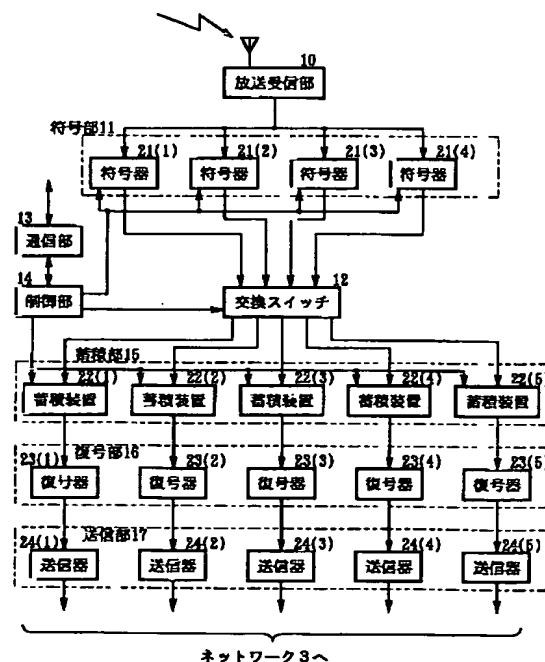 10
放送受信部
符号部11
21(1) 21(2) 21(3) 21(4)
符号器 符号器 符号器 符号器
13
通信部
14
制御部
12
交換スイッチ
蓄積部15
22(1) 22(2) 22(3) 22(4) 22(5)
蓄積装置 蓄積装置 蓄積装置 蓄積装置 蓄積装置
復号部16
23(1) 23(2) 23(3) 23(4) 23(5)
復号器 復号器 復号器 復号器 復号器
送信部17
24(1) 24(2) 24(3) 24(4) 24(5)
送信器 送信器 送信器 送信器 送信器
ネットワーク3へ